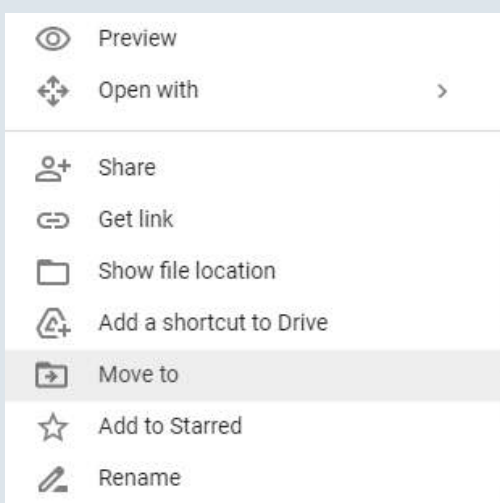 Preview
Open with
Share
Get link
Show file location
Add a shortcut to Drive
Move to
Add to Starred
Rename